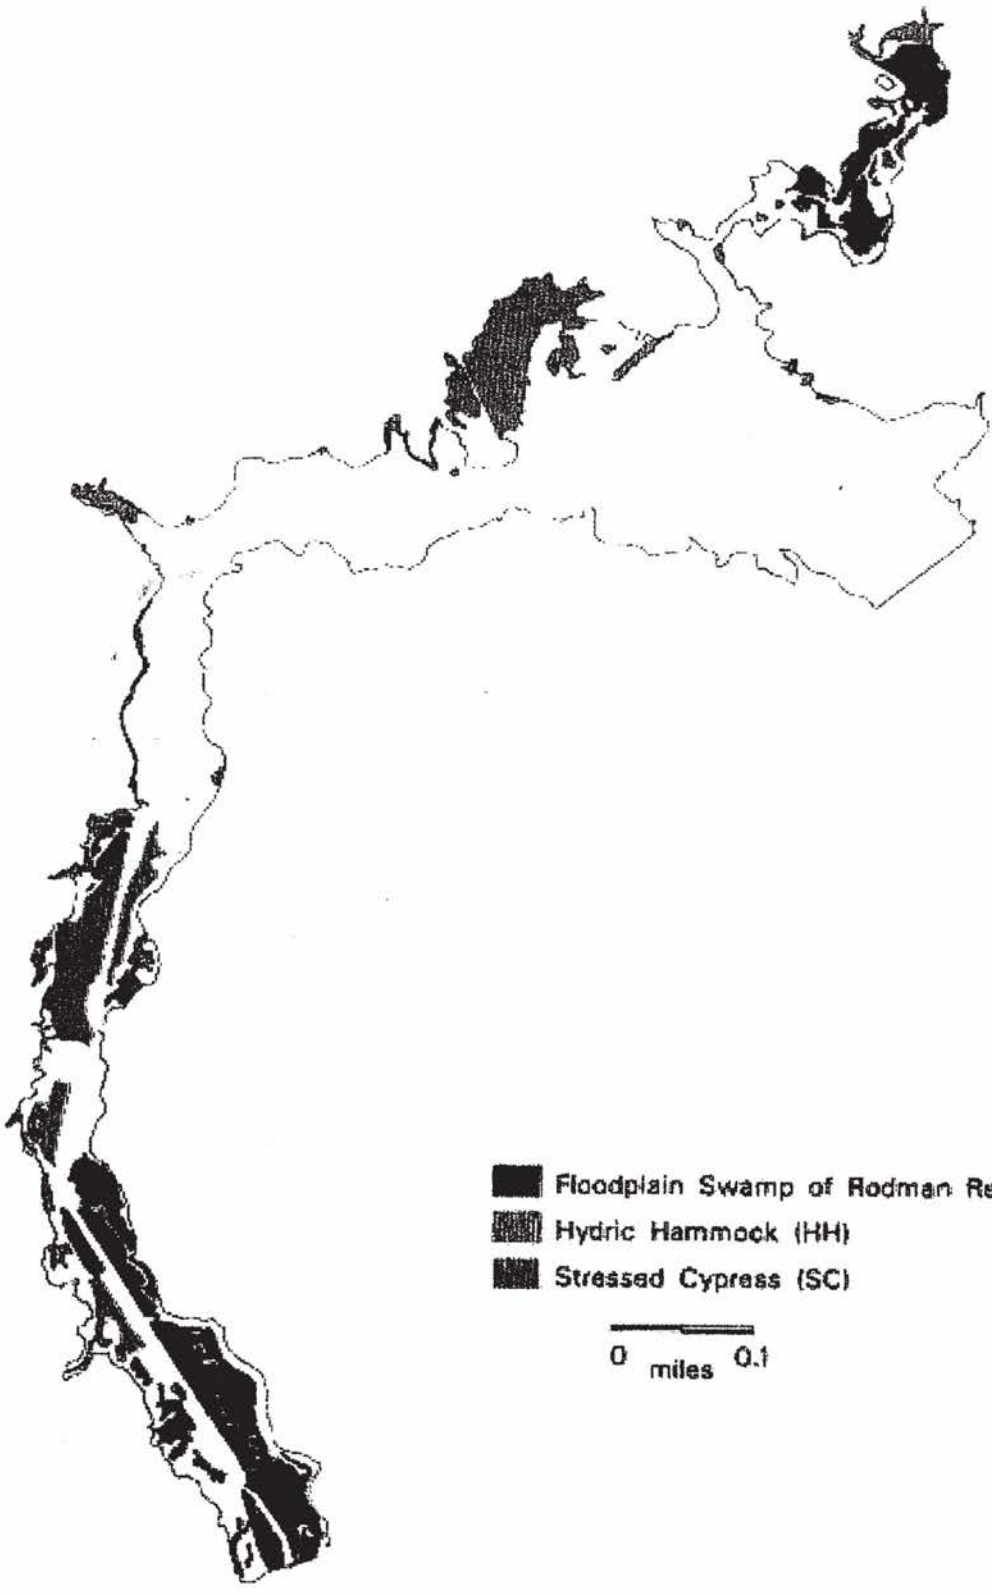 Floodplain Swamp of Rodman Re
Hydric Hammock (HH)
Stressed Cypress (SC)
0 miles 0.1